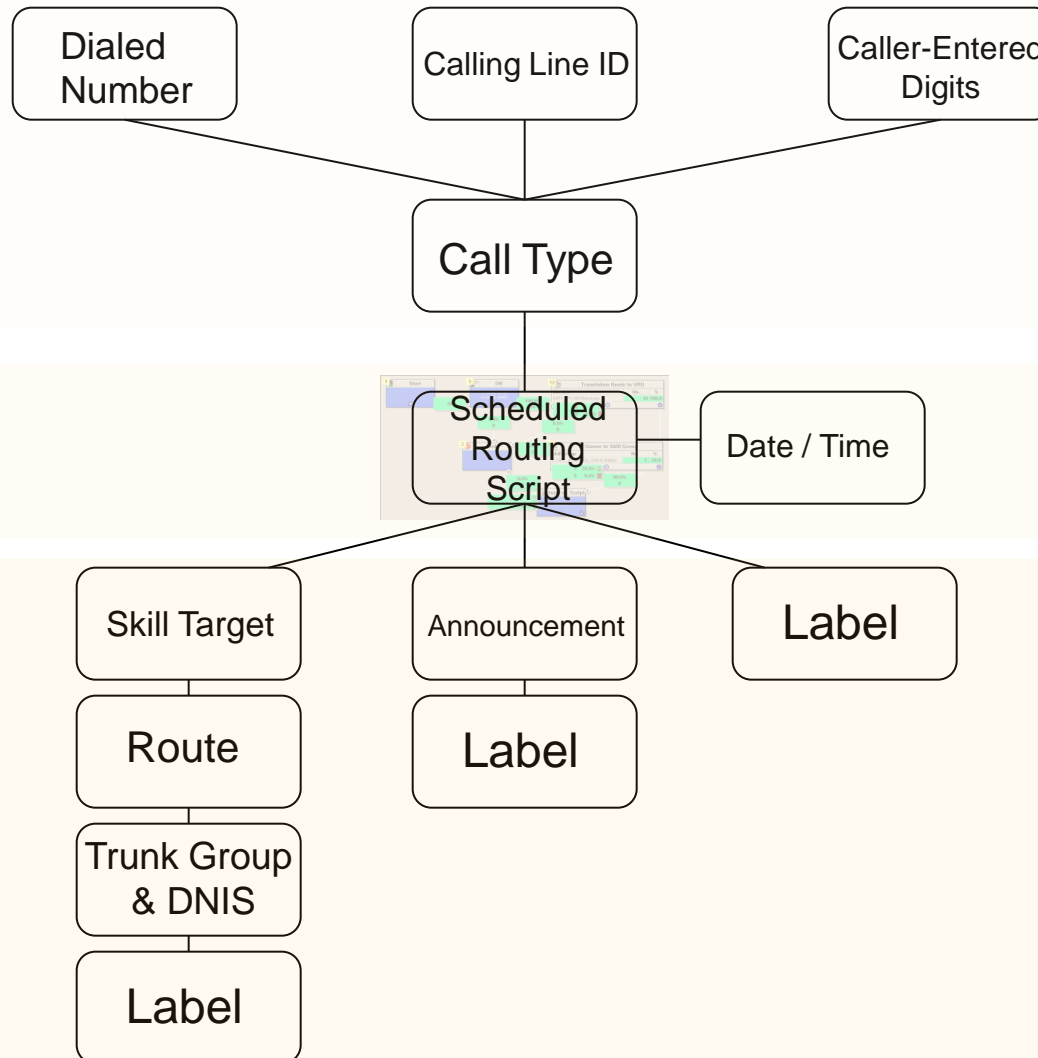 Dialed
Number
Calling Line ID
Caller-Entered
Digits
Call Type
Scheduled
Routing
Script
Date / Time
Skill Target
Announcement
Label
Route
Label
Trunk Group
& DNIS
Label